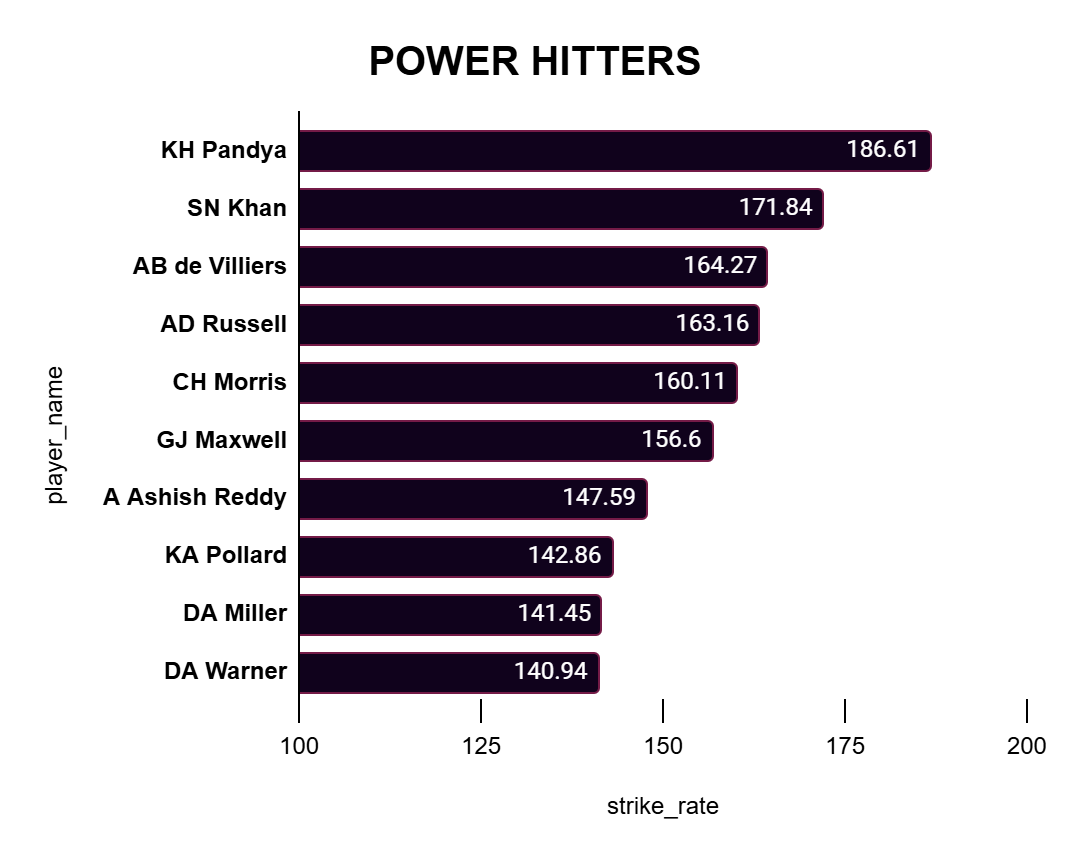 POWER HITTERS
KH Pandya 186.61
SN Khan 171.84
AB de Villiers 164.27
AD Russell 163.16
CH Morris 160.11
GJ Maxwell 156.6
A Ashish Reddy 147.59
KA Pollard 142.86
DA Miller 141.45
DA Warner 140.94
player_name
100 125 150 175 200
strike_rate